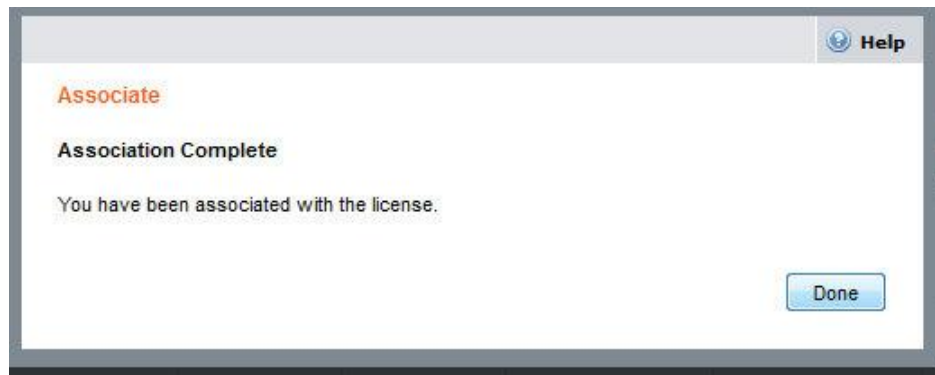 Help
Associate
Association Complete
You have been associated with the license.
Done